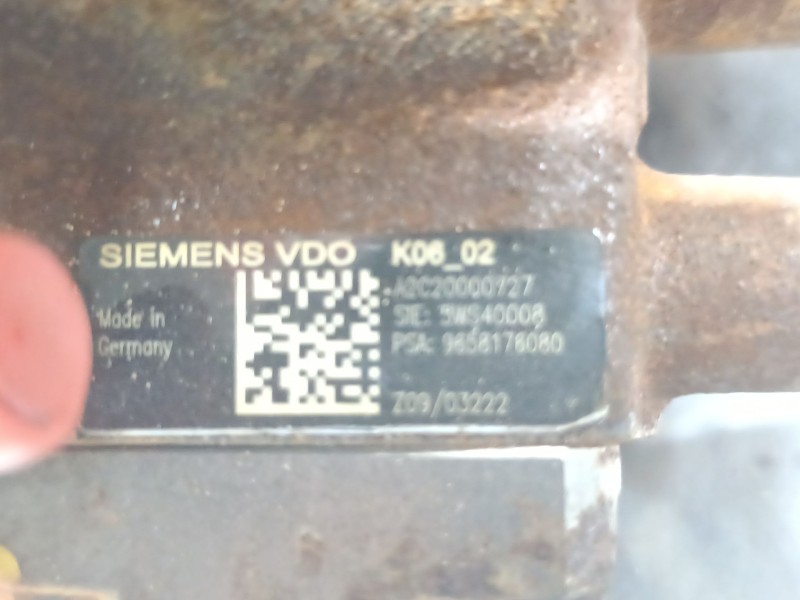 SIEMENS VDO K06_02
A2C20000727
Made in SIE: 5WS40008
Germany PSA: 9658176080
Z09/03222